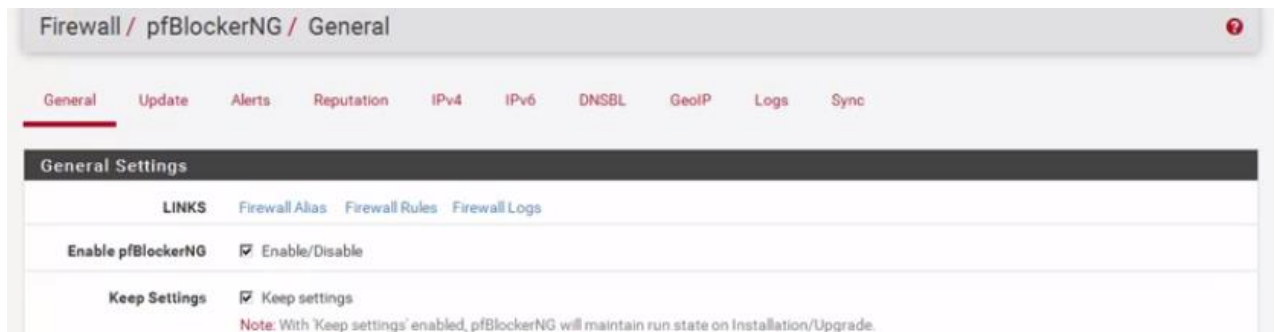 Firewall / pfBlockerNG / General
General Update Alerts Reputation IPv4 IPv6 DNSBL GeoIP Logs Sync
General Settings
LINKS Firewall Alias Firewall Rules Firewall Logs
Enable pfBlockerNG Enable/Disable
Keep Settings Keep settings
Note: With 'Keep settings' enabled, pfBlockerNG will maintain run state on Installation/Upgrade.